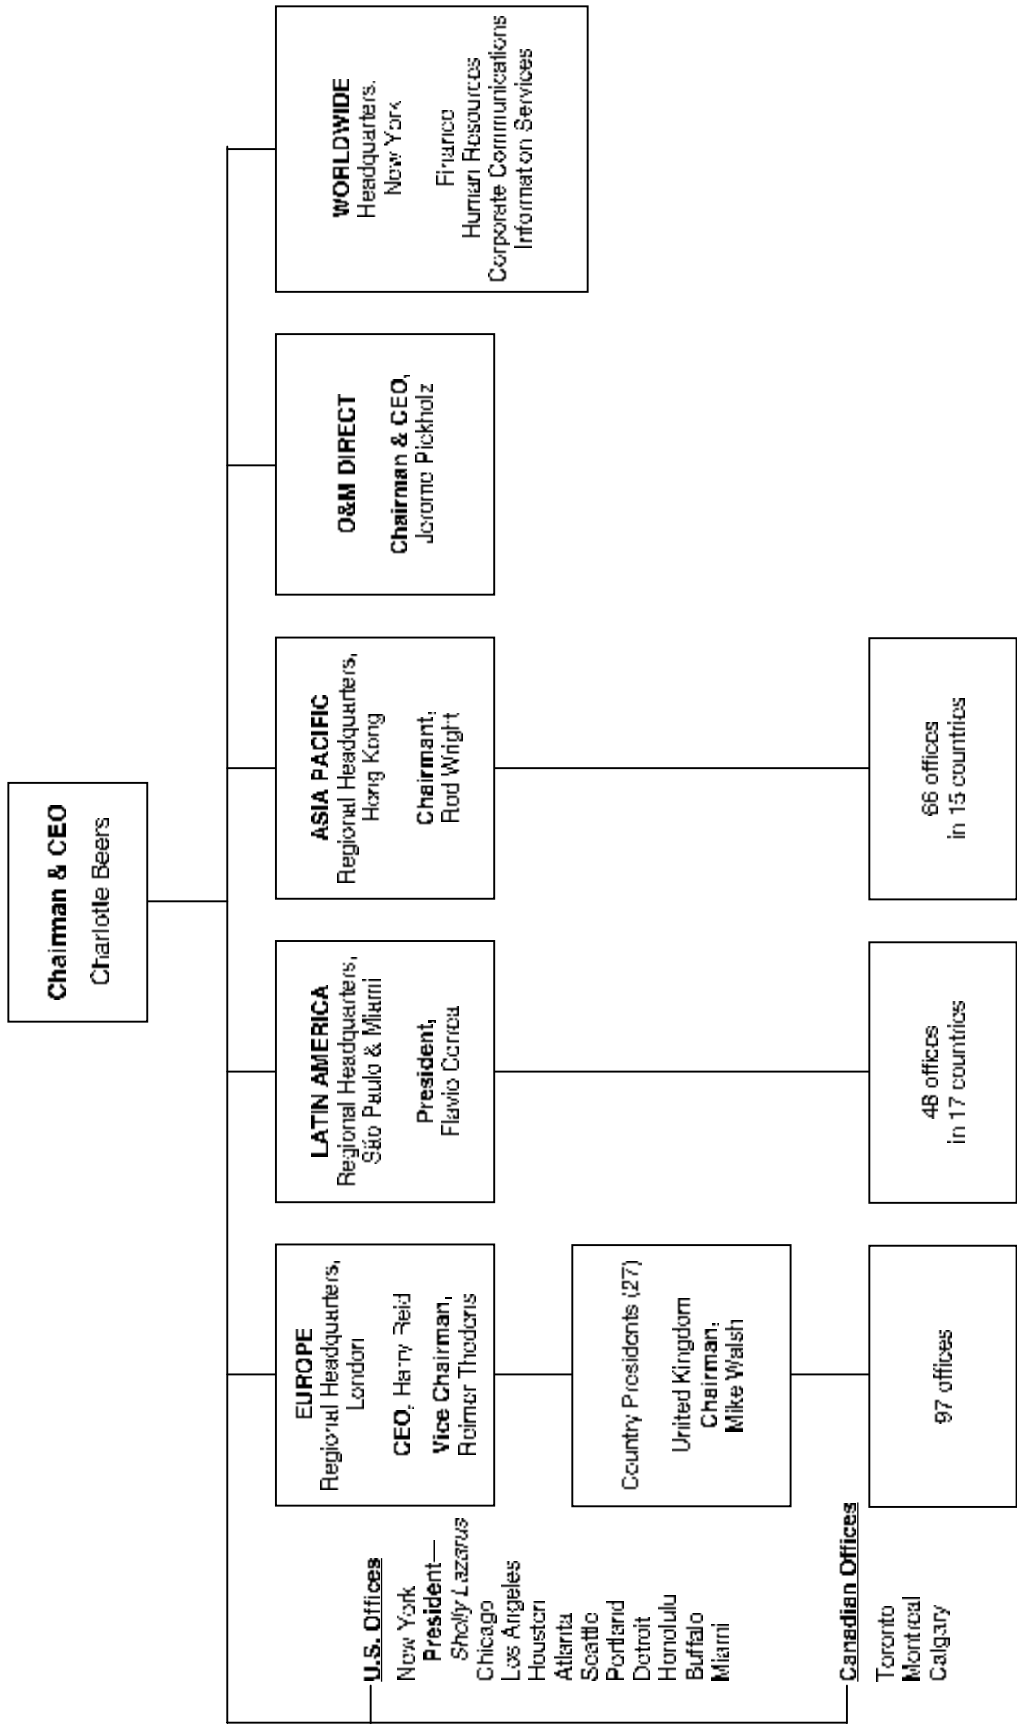 Chairman & CEO
Charlotte Beers
U.S. Offices
New York
President—
Shelly Lazarus
Chicago
Los Angeles
Houston
Atlanta
Seattle
Portland
Detroit
Honolulu
Buffalo
Miami
Canadian Offices
Toronto
Montreal
Calgary
EUROPE
Regional Headquarters,
London
CEO, Harry Reid
Vice Chairman,
Reimer Thedens
Country Presidents (27)
United Kingdom
Chairman,
Mike Walsh
97 offices
LATIN AMERICA
Regional Headquarters,
São Paulo & Miami
President,
Flavio Correa
48 offices
in 17 countries
ASIA PACIFIC
Regional Headquarters,
Hong Kong
Chairmant,
Rod Wright
66 offices
in 15 countries
O&M DIRECT
Chairman & CEO,
Jerome Pickholz
WORLDWIDE
Headquarters,
New York
Finance
Human Resources
Corporate Communications
Information Services